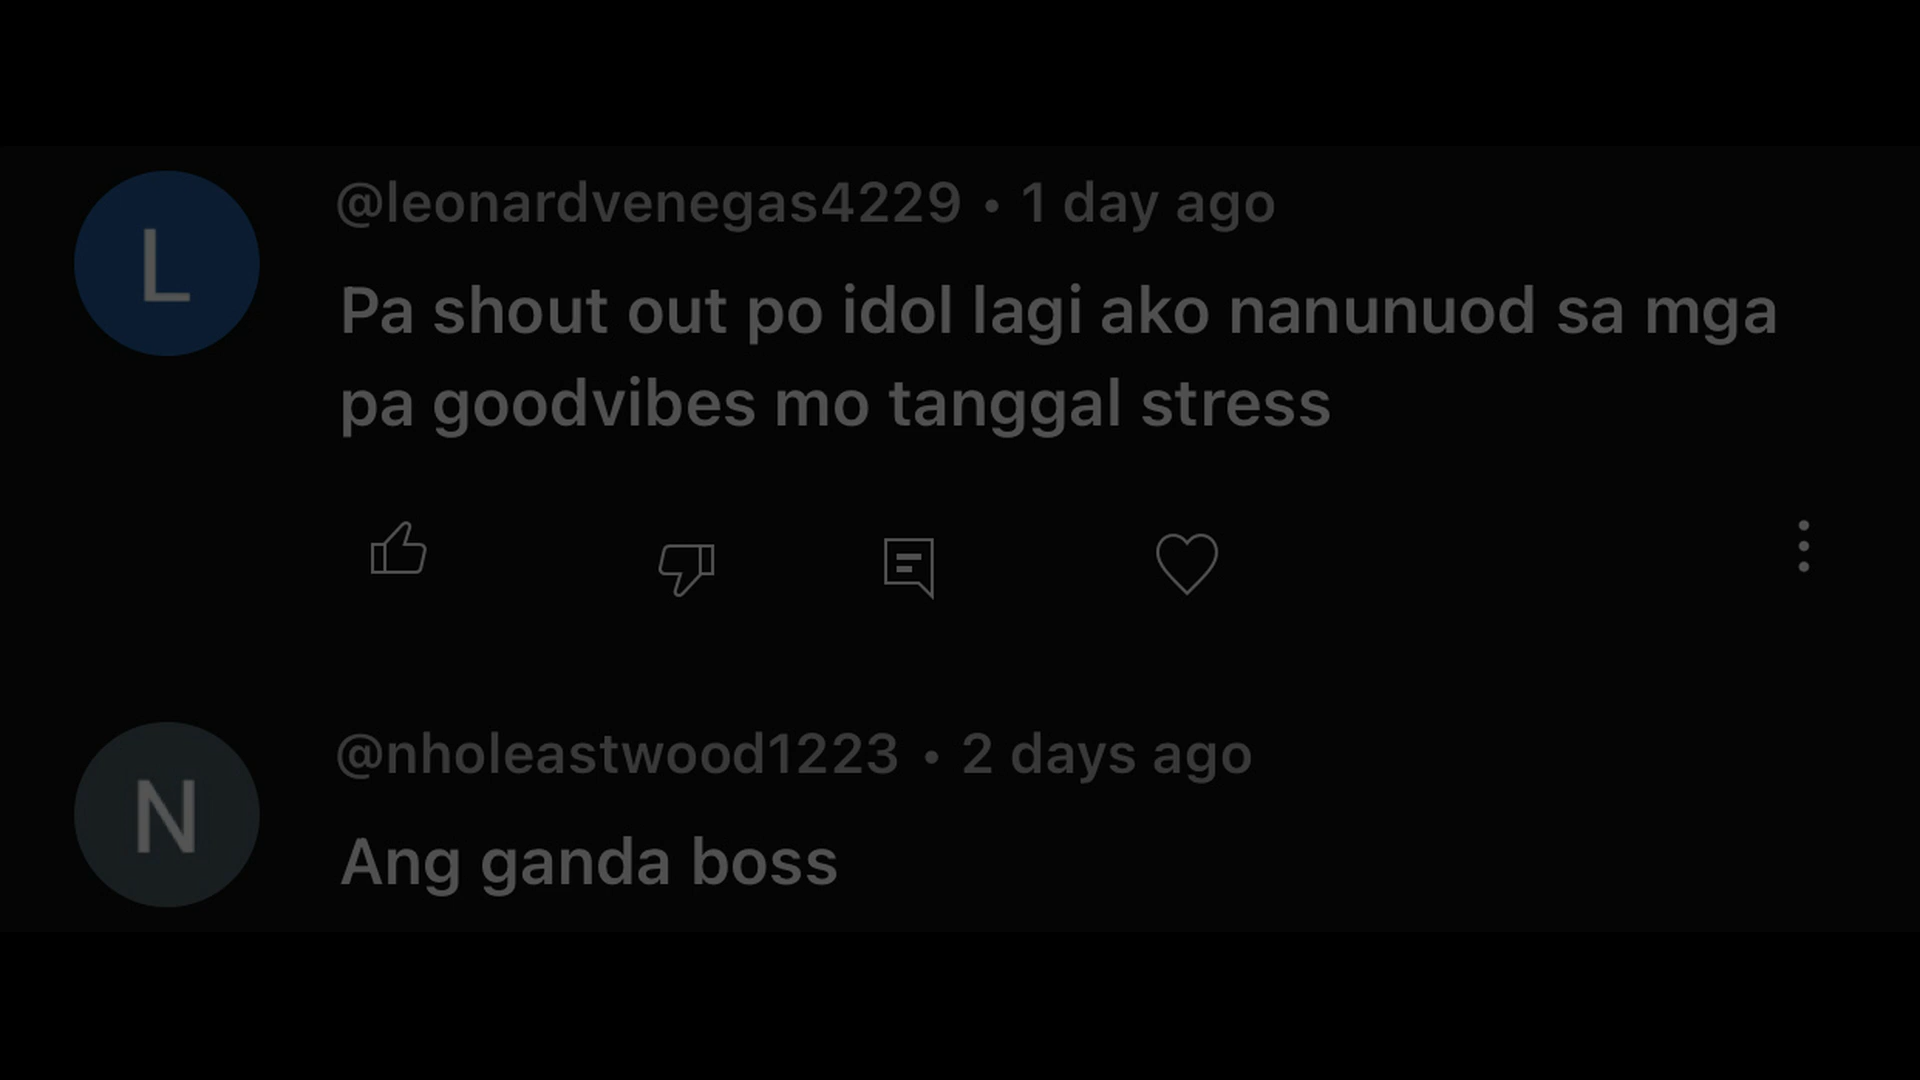 L
@leonardvenegas4229 • 1 day ago
Pa shout out po idol lagi ako nanunuod sa mga
pa goodvibes mo tanggal stress
N
@nholeastwood1223 • 2 days ago
Ang ganda boss